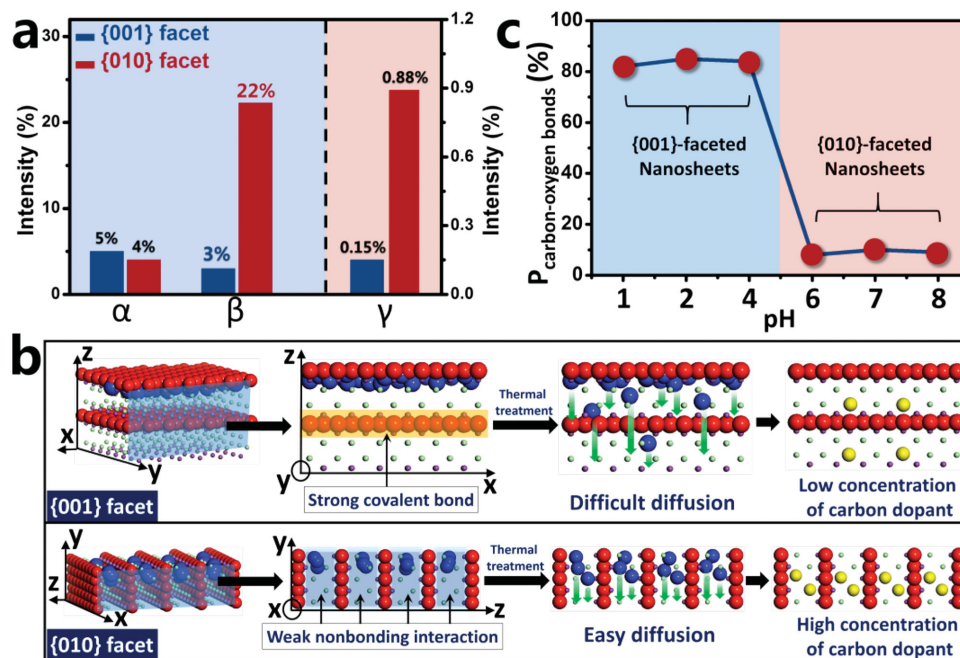 a
{001} facet
{010} facet
Intensity (%)
30
20
10
0
5%
4%
3%
22%
0.15%
0.88%
α
β
γ
1.2
0.9
0.6
0.3
0.0
Intensity (%)
c
P carbon-oxygen bonds (%)
100
80
60
40
20
0
{001}-faceted
Nanosheets
{010}-faceted
Nanosheets
1
2
4
6
7
8
pH
b
z
x
y
{001} facet
z
y
x
Strong covalent bond
Thermal
treatment
Difficult diffusion
Low concentration
of carbon dopant
y
z
x
{010} facet
y
x
z
Weak nonbonding interaction
Thermal
treatment
Easy diffusion
High concentration
of carbon dopant